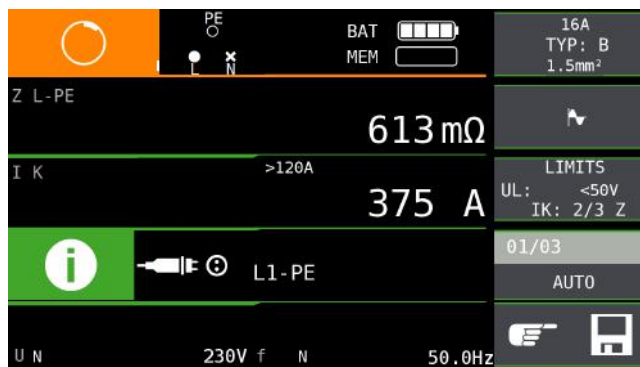 PE
L
N
BAT
MEM
16A
TYP: B
1.5mm²
Z L-PE
613 mΩ
I K
>120A
375 A
LIMITS
UL: <50V
IK: 2/3 Z
i
L1-PE
01/03
AUTO
U N 230V f N 50.0Hz